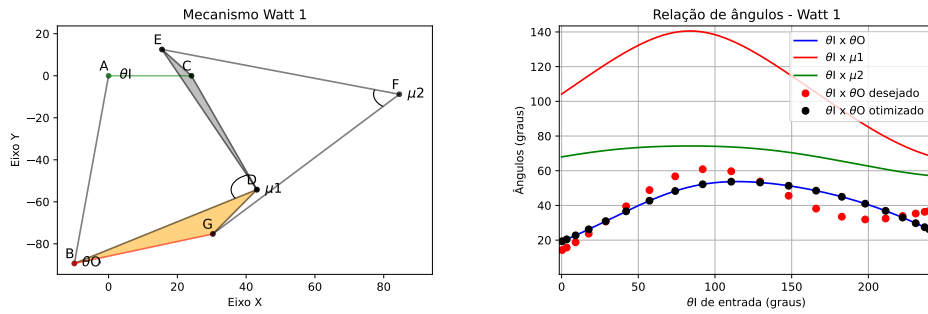 Mecanismo Watt 1
Eixo Y
20
0
−20
−40
−60
−80
E
A
θI
C
F
μ2
D
μ1
G
B
θO
0
20
40
60
80
Eixo X
Relação de ângulos - Watt 1
Ângulos (graus)
140
120
100
80
60
40
20
θI x θO
θI x μ1
θI x μ2
θI x θO desejado
θI x θO otimizado
0
50
100
150
200
θI de entrada (graus)